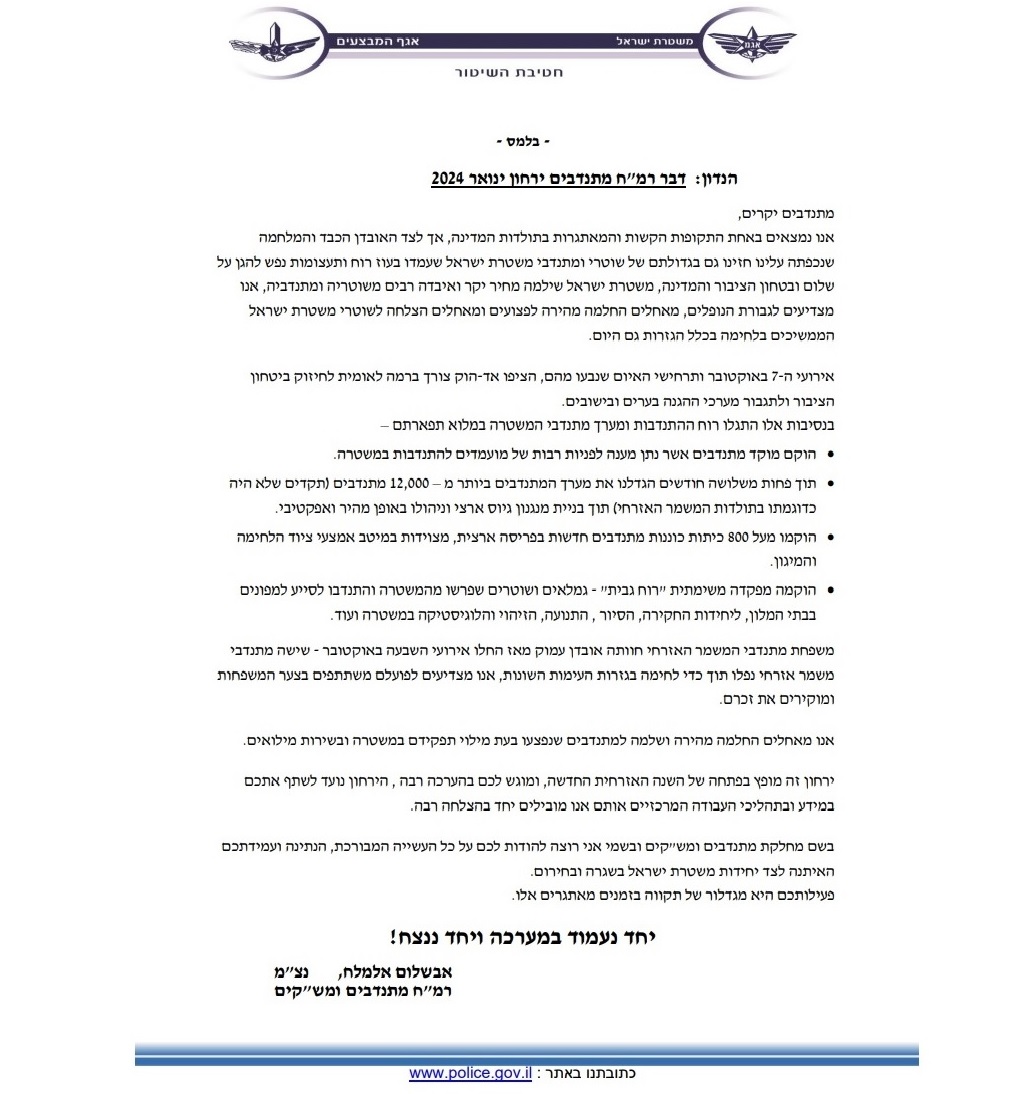 משטרת ישראל אגף המבצעים
אגמ
חטיבת השיטור
- בלמס -
הנדון: דבר רמ״ח מתנדבים ירחון ינואר 2024
מתנדבים יקרים,
אנו נמצאים באחת התקופות הקשות והמאתגרות בתולדות המדינה, אך לצד האובדן הכבד והמלחמה
שנכפתה עלינו חזינו גם בגדולתם של שוטרי ומתנדבי משטרת ישראל שעמדו בעוז רוח ותעצומות נפש להגן על
שלום ובטחון הציבור והמדינה, משטרת ישראל שילמה מחיר יקר ואיבדה רבים משוטריה ומתנדביה, אנו
מצדיעים לגבורת הנופלים, מאחלים החלמה מהירה לפצועים ומאחלים הצלחה לשוטרי משטרת ישראל
הממשיכים בלחימה בכלל הגזרות גם היום.
אירועי ה-7 באוקטובר ותרחישי האיום שנבעו מהם, הציפו אד-הוק צורך ברמה לאומית לחיזוק ביטחון
הציבור ולתגבור מערכי ההגנה בערים ובישובים.
בנסיבות אלו התגלו רוח ההתנדבות ומערך מתנדבי המשטרה במלוא תפארתם –
• הוקם מוקד מתנדבים אשר נתן מענה לפניות רבות של מועמדים להתנדבות במשטרה.
• תוך פחות משלושה חודשים הגדלנו את מערך המתנדבים ביותר מ – 12,000 מתנדבים (תקדים שלא היה
כדוגמתו בתולדות המשמר האזרחי) תוך בניית מנגנון גיוס ארצי וניהולו באופן מהיר ואפקטיבי.
• הוקמו מעל 800 כיתות כוננות מתנדבים חדשות בפריסה ארצית, מצוידות במיטב אמצעי ציוד הלחימה
והמיגון.
• הוקמה מפקדה משימתית ״רוח גבית״ - גמלאים ושוטרים שפרשו מהמשטרה והתנדבו לסייע למפונים
בבתי המלון, ליחידות החקירה, הסיור , התנועה, הזיהוי והלוגיסטיקה במשטרה ועוד.
משפחת מתנדבי המשמר האזרחי חוותה אובדן עמוק מאז החלו אירועי השבעה באוקטובר - שישה מתנדבי
משמר אזרחי נפלו תוך כדי לחימה בגזרות העימות השונות, אנו מצדיעים לפועלם משתתפים בצער המשפחות
ומוקירים את זכרם.
אנו מאחלים החלמה מהירה ושלמה למתנדבים שנפצעו בעת מילוי תפקידם במשטרה ובשירות מילואים.
ירחון זה מופץ בפתחה של השנה האזרחית החדשה, ומוגש לכם בהערכה רבה , הירחון נועד לשתף אתכם
במידע ובתהליכי העבודה המרכזיים אותם אנו מובילים יחד בהצלחה רבה.
בשם מחלקת מתנדבים ומש״קים ובשמי אני רוצה להודות לכם על כל העשייה המבורכת, הנתינה ועמידתכם
האיתנה לצד יחידות משטרת ישראל בשגרה ובחירום.
פעילותכם היא מגדלור של תקווה בזמנים מאתגרים אלו.
יחד נעמוד במערכה ויחד ננצח!
אבשלום אלמלח, נצ״מ
רמ״ח מתנדבים ומש״קים
כתובתנו באתר : www.police.gov.il